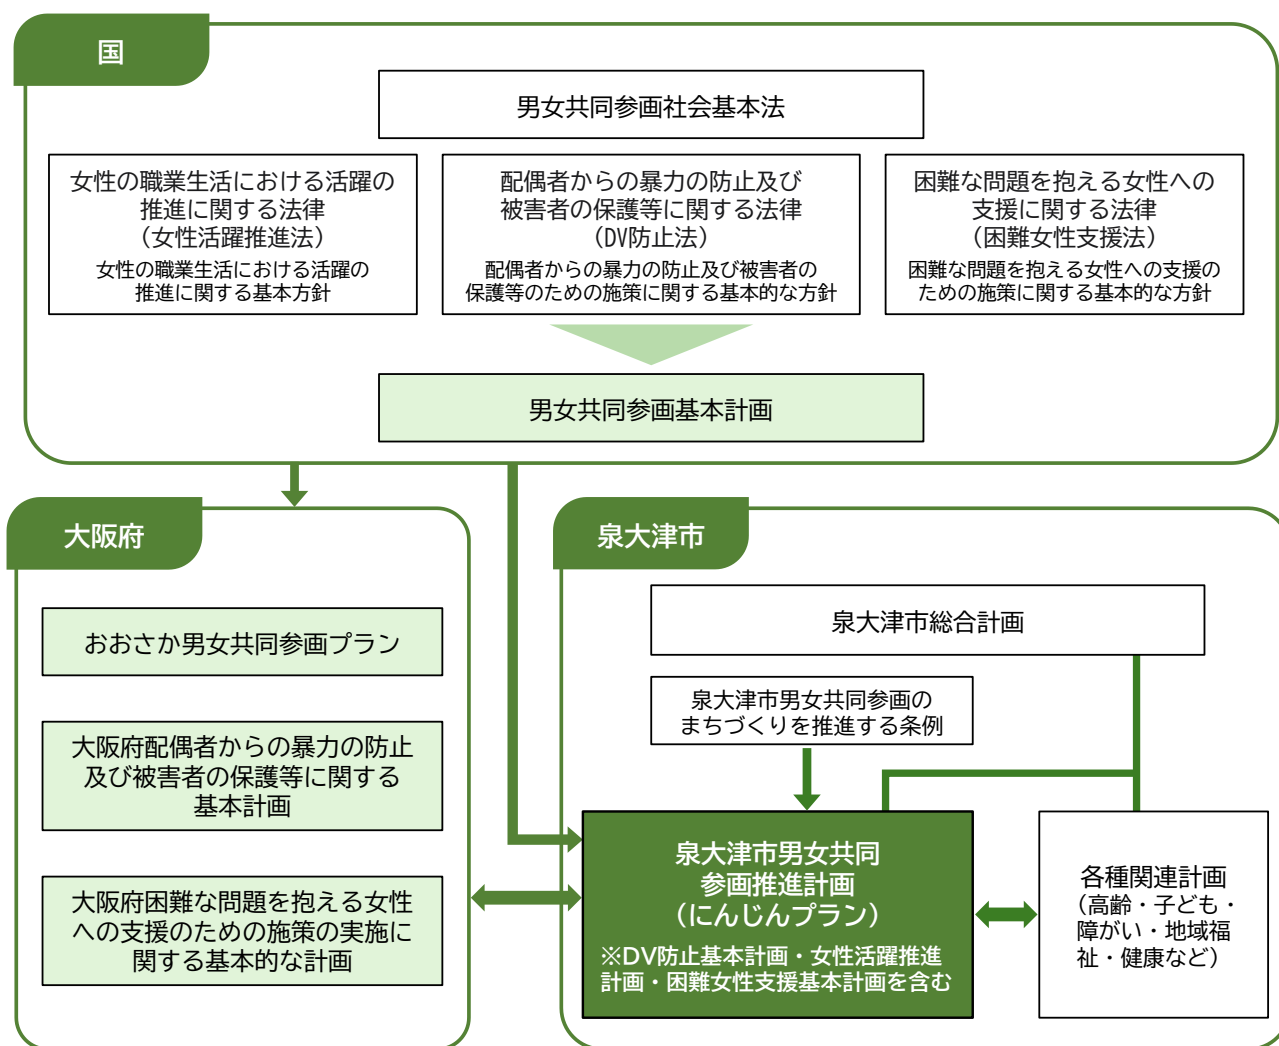 国
男女共同参画社会基本法
女性の職業生活における活躍の
推進に関する法律
（女性活躍推進法）
女性の職業生活における活躍の
推進に関する基本方針
配偶者からの暴力の防止及び
被害者の保護等に関する法律
（DV防止法）
配偶者からの暴力の防止及び被害者の
保護等のための施策に関する基本的な方針
困難な問題を抱える女性への
支援に関する法律
（困難女性支援法）
困難な問題を抱える女性への支援の
ための施策に関する基本的な方針
男女共同参画基本計画
大阪府
おおさか男女共同参画プラン
大阪府配偶者からの暴力の防止
及び被害者の保護等に関する
基本計画
大阪府困難な問題を抱える女性
への支援のための施策の実施に
関する基本的な計画
泉大津市
泉大津市総合計画
泉大津市男女共同参画の
まちづくりを推進する条例
泉大津市男女共同
参画推進計画
（にんじんプラン）
※DV防止基本計画・女性活躍推進
計画・困難女性支援基本計画を含む
各種関連計画
（高齢・子ども・
障がい・地域福
祉・健康など）